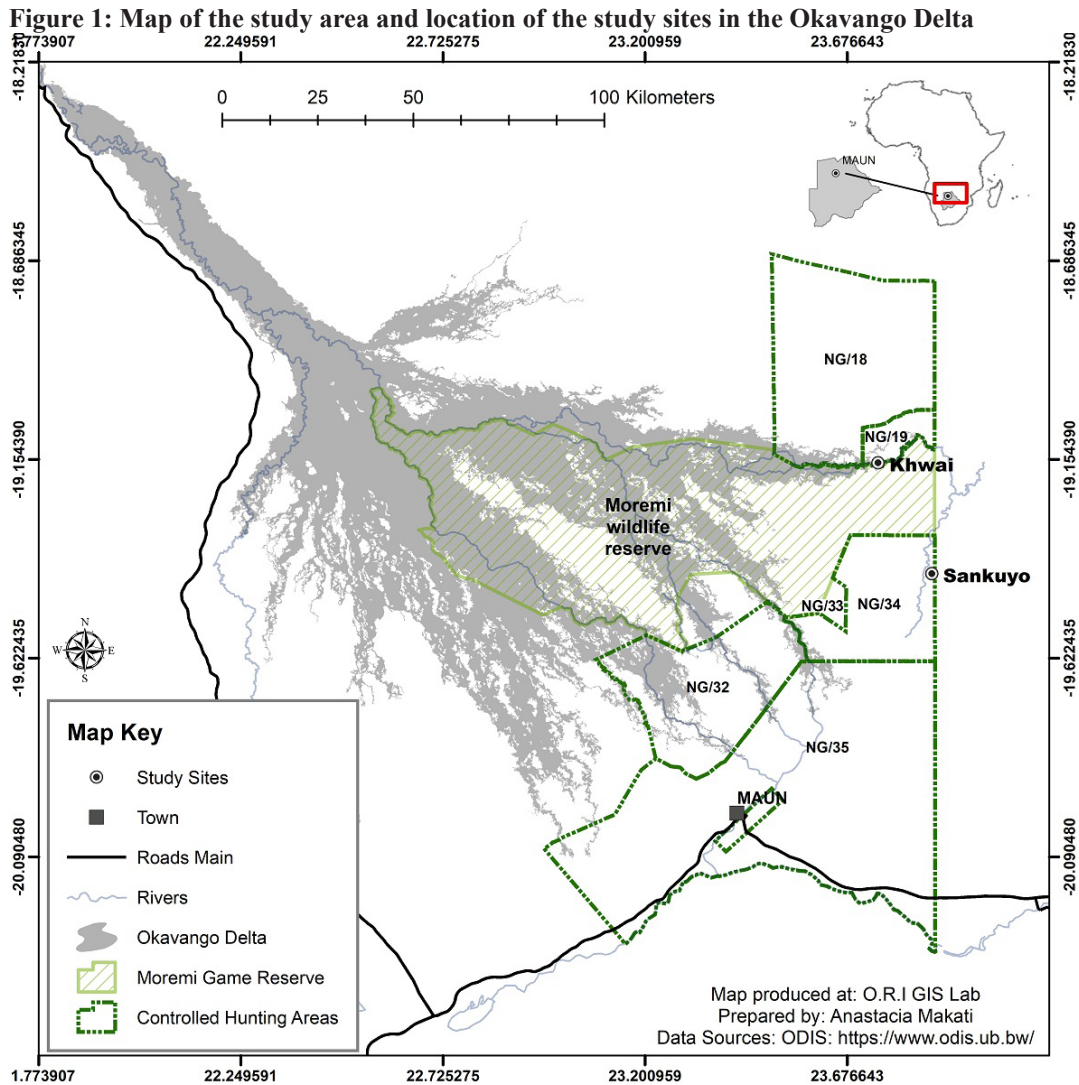 Figure 1: Map of the study area and location of the study sites in the Okavango Delta
1.773907 22.249591 22.725275 23.200959 23.676643
-18.21830 -18.21830
0 25 50 100 Kilometers
MAUN
-18.686345 -18.686345
NG/18
NG/19
-19.154390 -19.154390
Khwai
Moremi
wildlife
reserve
Sankuyo
NG/33 NG/34
N
W E
S
-19.622435 -19.622435
NG/32
NG/35
MAUN
-20.090480 -20.090480
Map Key
Study Sites
Town
Roads Main
Rivers
Okavango Delta
Moremi Game Reserve
Controlled Hunting Areas
Map produced at: O.R.I GIS Lab
Prepared by: Anastacia Makati
Data Sources: ODIS: https://www.odis.ub.bw/
1.773907 22.249591 22.725275 23.200959 23.676643